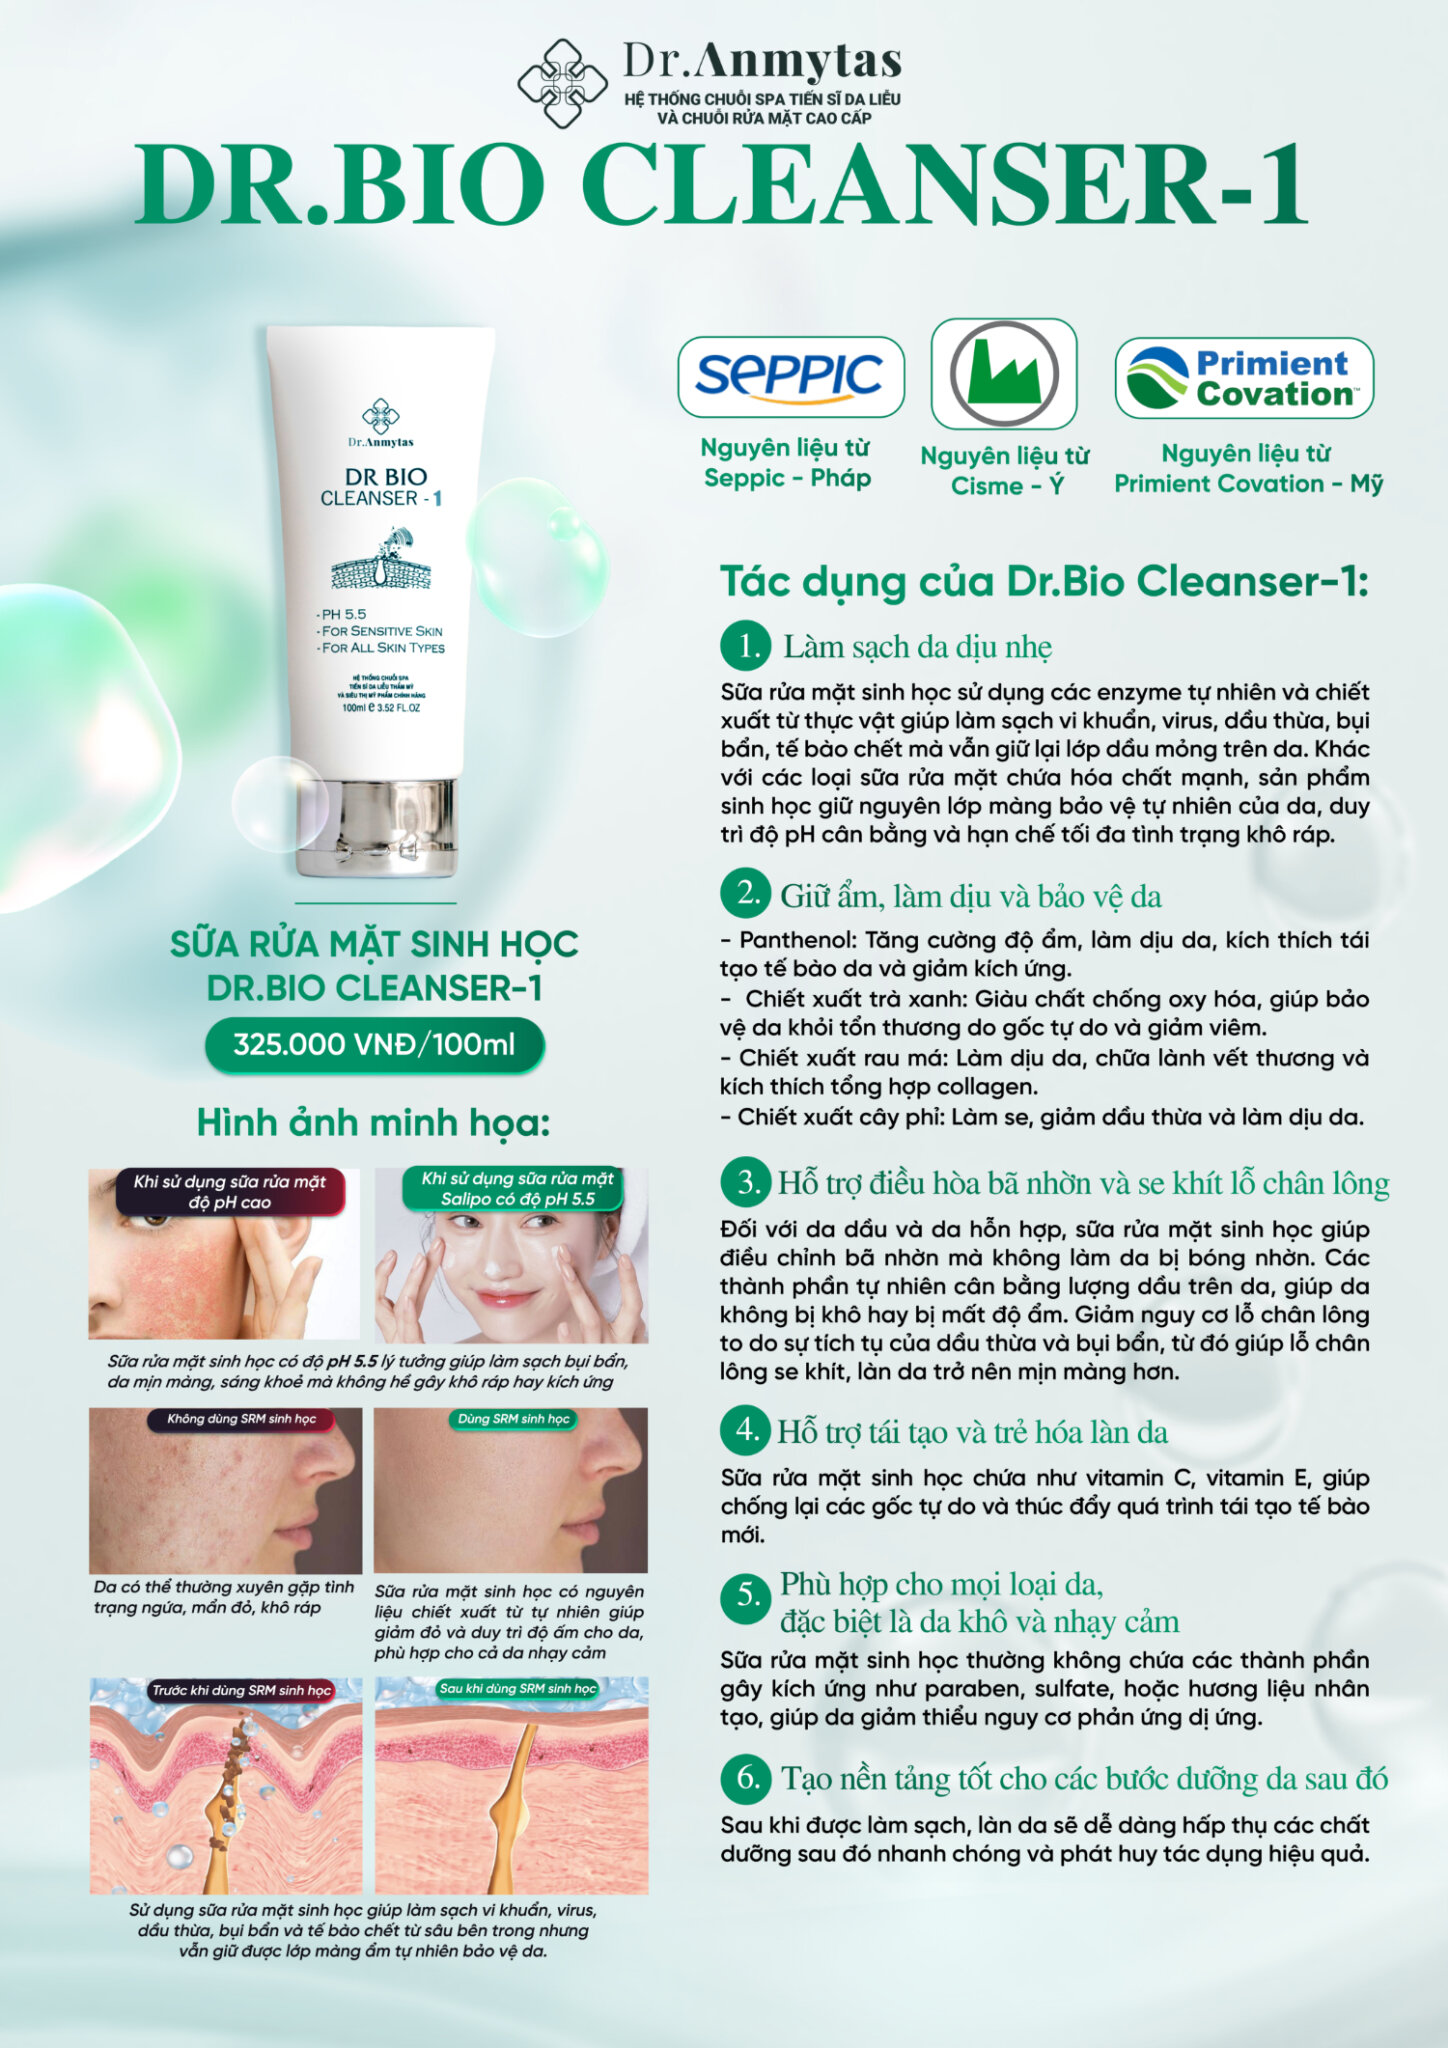 Dr.Anmytas
HỆ THỐNG CHUỖI SPA TIẾN SĨ DA LIỄU
VÀ CHUỖI RỬA MẶT CAO CẤP
DR.BIO CLEANSER-1
Dr.Anmytas
DR BIO
CLEANSER - 1
- PH 5.5
- FOR SENSITIVE SKIN
- FOR ALL SKIN TYPES
HỆ THỐNG CHUỖI SPA
TIẾN SĨ DA LIỄU THẨM MỸ
VÀ SIÊU THỊ MỸ PHẨM CHÍNH HÃNG
100ml e 3.52 FL.OZ
SỮA RỬA MẶT SINH HỌC
DR.BIO CLEANSER-1
325.000 VNĐ/100ml
Hình ảnh minh họa:
Khi sử dụng sữa rửa mặt
độ pH cao
Khi sử dụng sữa rửa mặt
Salipo có độ pH 5.5
Sữa rửa mặt sinh học có độ pH 5.5 lý tưởng giúp làm sạch bụi bẩn,
da mịn màng, sáng khoẻ mà không hề gây khô ráp hay kích ứng
Không dùng SRM sinh học
Dùng SRM sinh học
Da có thể thường xuyên gặp tình
trạng ngứa, mẩn đỏ, khô ráp
Sữa rửa mặt sinh học có nguyên
liệu chiết xuất từ tự nhiên giúp
giảm đỏ và duy trì độ ẩm cho da,
phù hợp cho cả da nhạy cảm
Trước khi dùng SRM sinh học
Sau khi dùng SRM sinh học
Sử dụng sữa rửa mặt sinh học giúp làm sạch vi khuẩn, virus,
dầu thừa, bụi bẩn và tế bào chết từ sâu bên trong nhưng
vẫn giữ được lớp màng ẩm tự nhiên bảo vệ da.
SEPPIC
Nguyên liệu từ
Seppic - Pháp
Nguyên liệu từ
Cisme - Ý
Primient
Covation™
Nguyên liệu từ
Primient Covation - Mỹ
Tác dụng của Dr.Bio Cleanser-1:
1. Làm sạch da dịu nhẹ
Sữa rửa mặt sinh học sử dụng các enzyme tự nhiên và chiết
xuất từ thực vật giúp làm sạch vi khuẩn, virus, dầu thừa, bụi
bẩn, tế bào chết mà vẫn giữ lại lớp dầu mỏng trên da. Khác
với các loại sữa rửa mặt chứa hóa chất mạnh, sản phẩm
sinh học giữ nguyên lớp màng bảo vệ tự nhiên của da, duy
trì độ pH cân bằng và hạn chế tối đa tình trạng khô ráp.
2. Giữ ẩm, làm dịu và bảo vệ da
- Panthenol: Tăng cường độ ẩm, làm dịu da, kích thích tái
tạo tế bào da và giảm kích ứng.
- Chiết xuất trà xanh: Giàu chất chống oxy hóa, giúp bảo
vệ da khỏi tổn thương do gốc tự do và giảm viêm.
- Chiết xuất rau má: Làm dịu da, chữa lành vết thương và
kích thích tổng hợp collagen.
- Chiết xuất cây phỉ: Làm se, giảm dầu thừa và làm dịu da.
3. Hỗ trợ điều hòa bã nhờn và se khít lỗ chân lông
Đối với da dầu và da hỗn hợp, sữa rửa mặt sinh học giúp
điều chỉnh bã nhờn mà không làm da bị bóng nhờn. Các
thành phần tự nhiên cân bằng lượng dầu trên da, giúp da
không bị khô hay bị mất độ ẩm. Giảm nguy cơ lỗ chân lông
to do sự tích tụ của dầu thừa và bụi bẩn, từ đó giúp lỗ chân
lông se khít, làn da trở nên mịn màng hơn.
4. Hỗ trợ tái tạo và trẻ hóa làn da
Sữa rửa mặt sinh học chứa như vitamin C, vitamin E, giúp
chống lại các gốc tự do và thúc đẩy quá trình tái tạo tế bào
mới.
5. Phù hợp cho mọi loại da,
đặc biệt là da khô và nhạy cảm
Sữa rửa mặt sinh học thường không chứa các thành phần
gây kích ứng như paraben, sulfate, hoặc hương liệu nhân
tạo, giúp da giảm thiểu nguy cơ phản ứng dị ứng.
6. Tạo nền tảng tốt cho các bước dưỡng da sau đó
Sau khi được làm sạch, làn da sẽ dễ dàng hấp thụ các chất
dưỡng sau đó nhanh chóng và phát huy tác dụng hiệu quả.